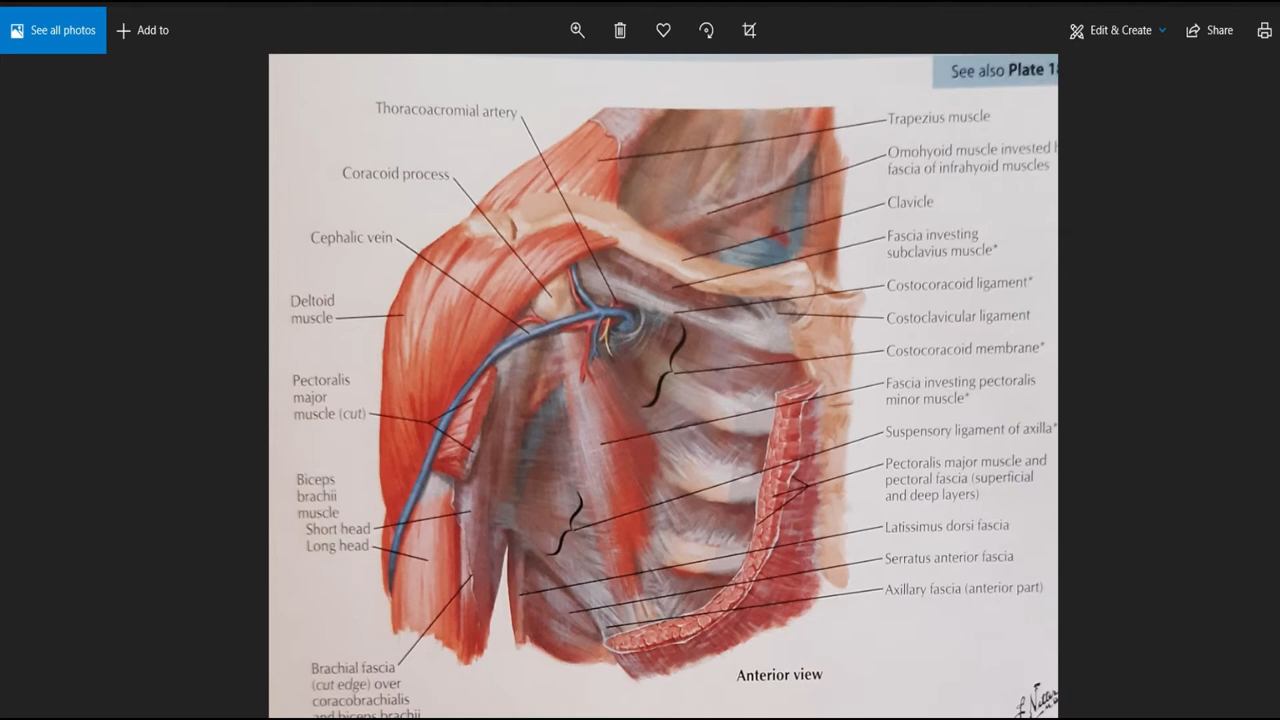 See all photos
Add to
Edit & Create
Share
See also Plate 1
Thoracoacromial artery
Coracoid process
Cephalic vein
Deltoid
muscle
Pectoralis
major
muscle (cut)
Biceps
brachii
muscle
Short head
Long head
Brachial fascia
(cut edge) over
coracobrachialis
and biceps brachii
Trapezius muscle
Omohyoid muscle invested
fascia of infrahyoid muscles
Clavicle
Fascia investing
subclavius muscle*
Costocoracoid ligament*
Costoclavicular ligament
Costocoracoid membrane*
Fascia investing pectoralis
minor muscle*
Suspensory ligament of axilla*
Pectoralis major muscle and
pectoral fascia (superficial
and deep layers)
Latissimus dorsi fascia
Serratus anterior fascia
Axillary fascia (anterior part)
Anterior view
F. Netter